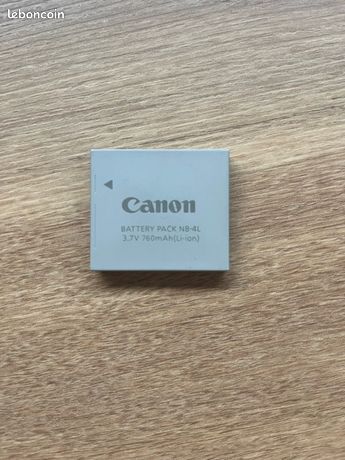 leboncoin
Canon
BATTERY PACK NB-4L
3.7V 760mAh(Li-ion)